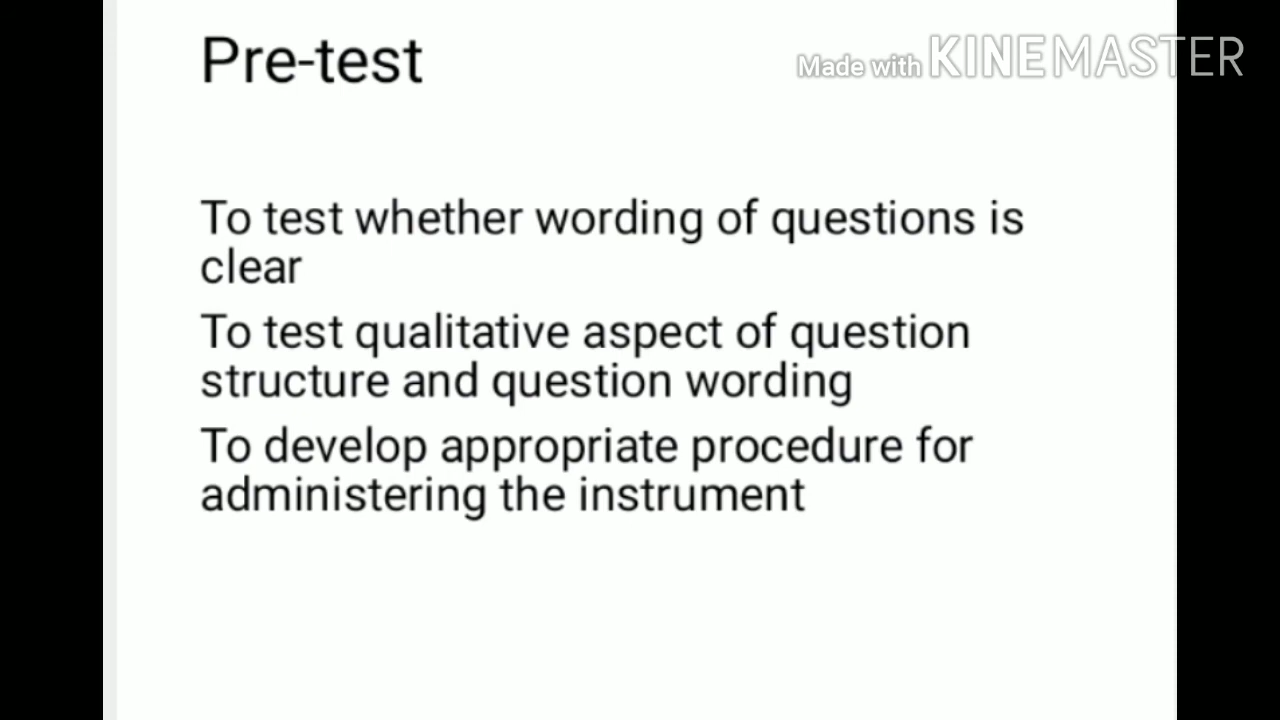 Pre-test
Made with KINEMASTER
To test whether wording of questions is
clear
To test qualitative aspect of question
structure and question wording
To develop appropriate procedure for
administering the instrument